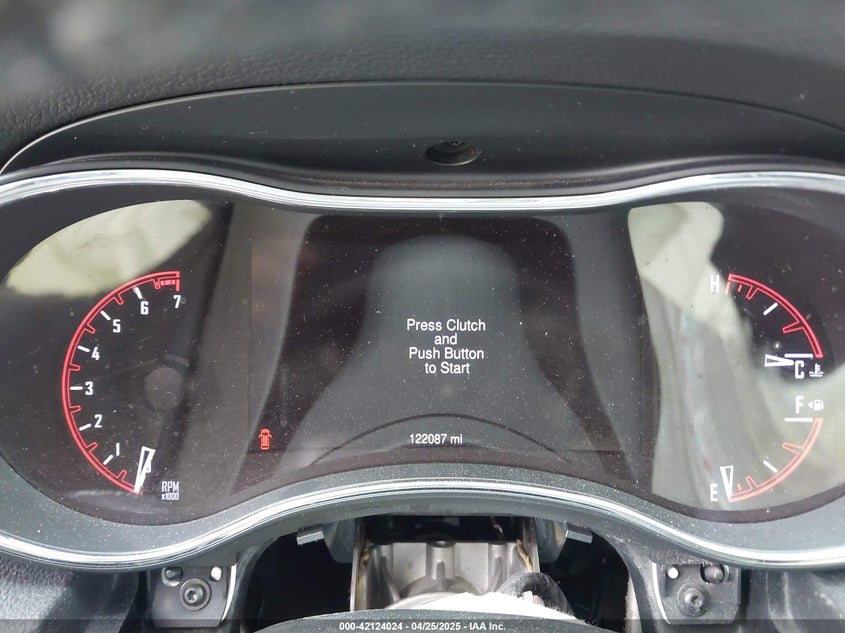 7
6
5
4
3
2
1
0
RPM
x1000
Press Clutch
and
Push Button
to Start
122087 mi
H
C
F
E
000-42124024 - 04/25/2025 - IAA Inc.